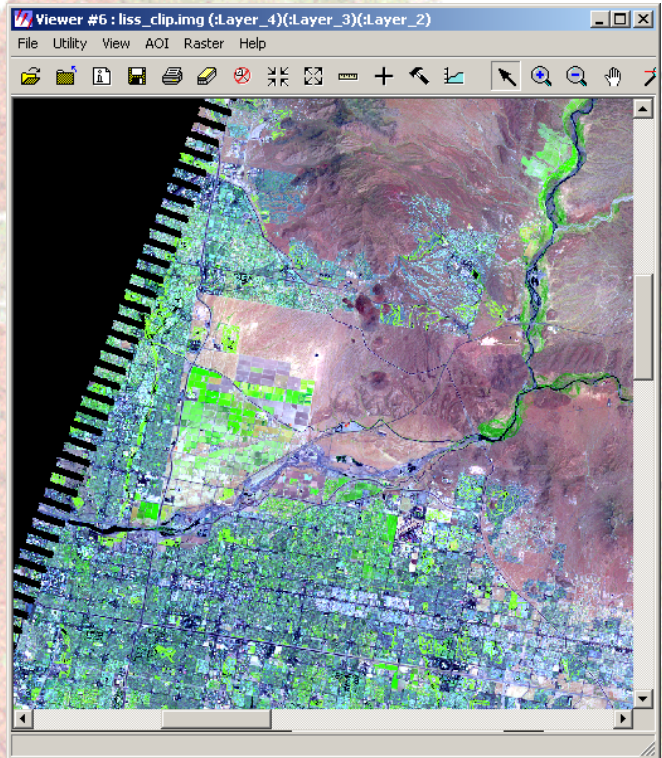 Viewer #6 : liss_clip.img (:Layer_4)(:Layer_3)(:Layer_2)
File Utility View AOI Raster Help